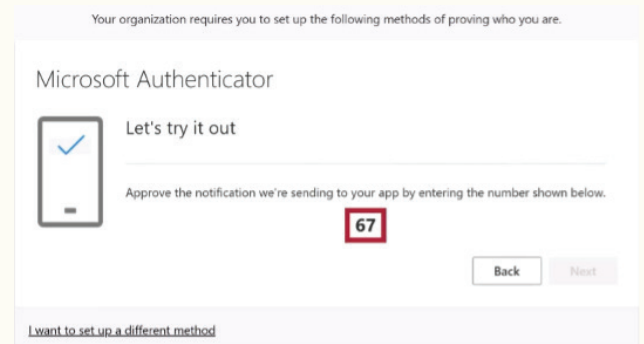 Your organization requires you to set up the following methods of proving who you are.
Microsoft Authenticator
Let's try it out
Approve the notification we're sending to your app by entering the number shown below.
67
Back Next
I want to set up a different method